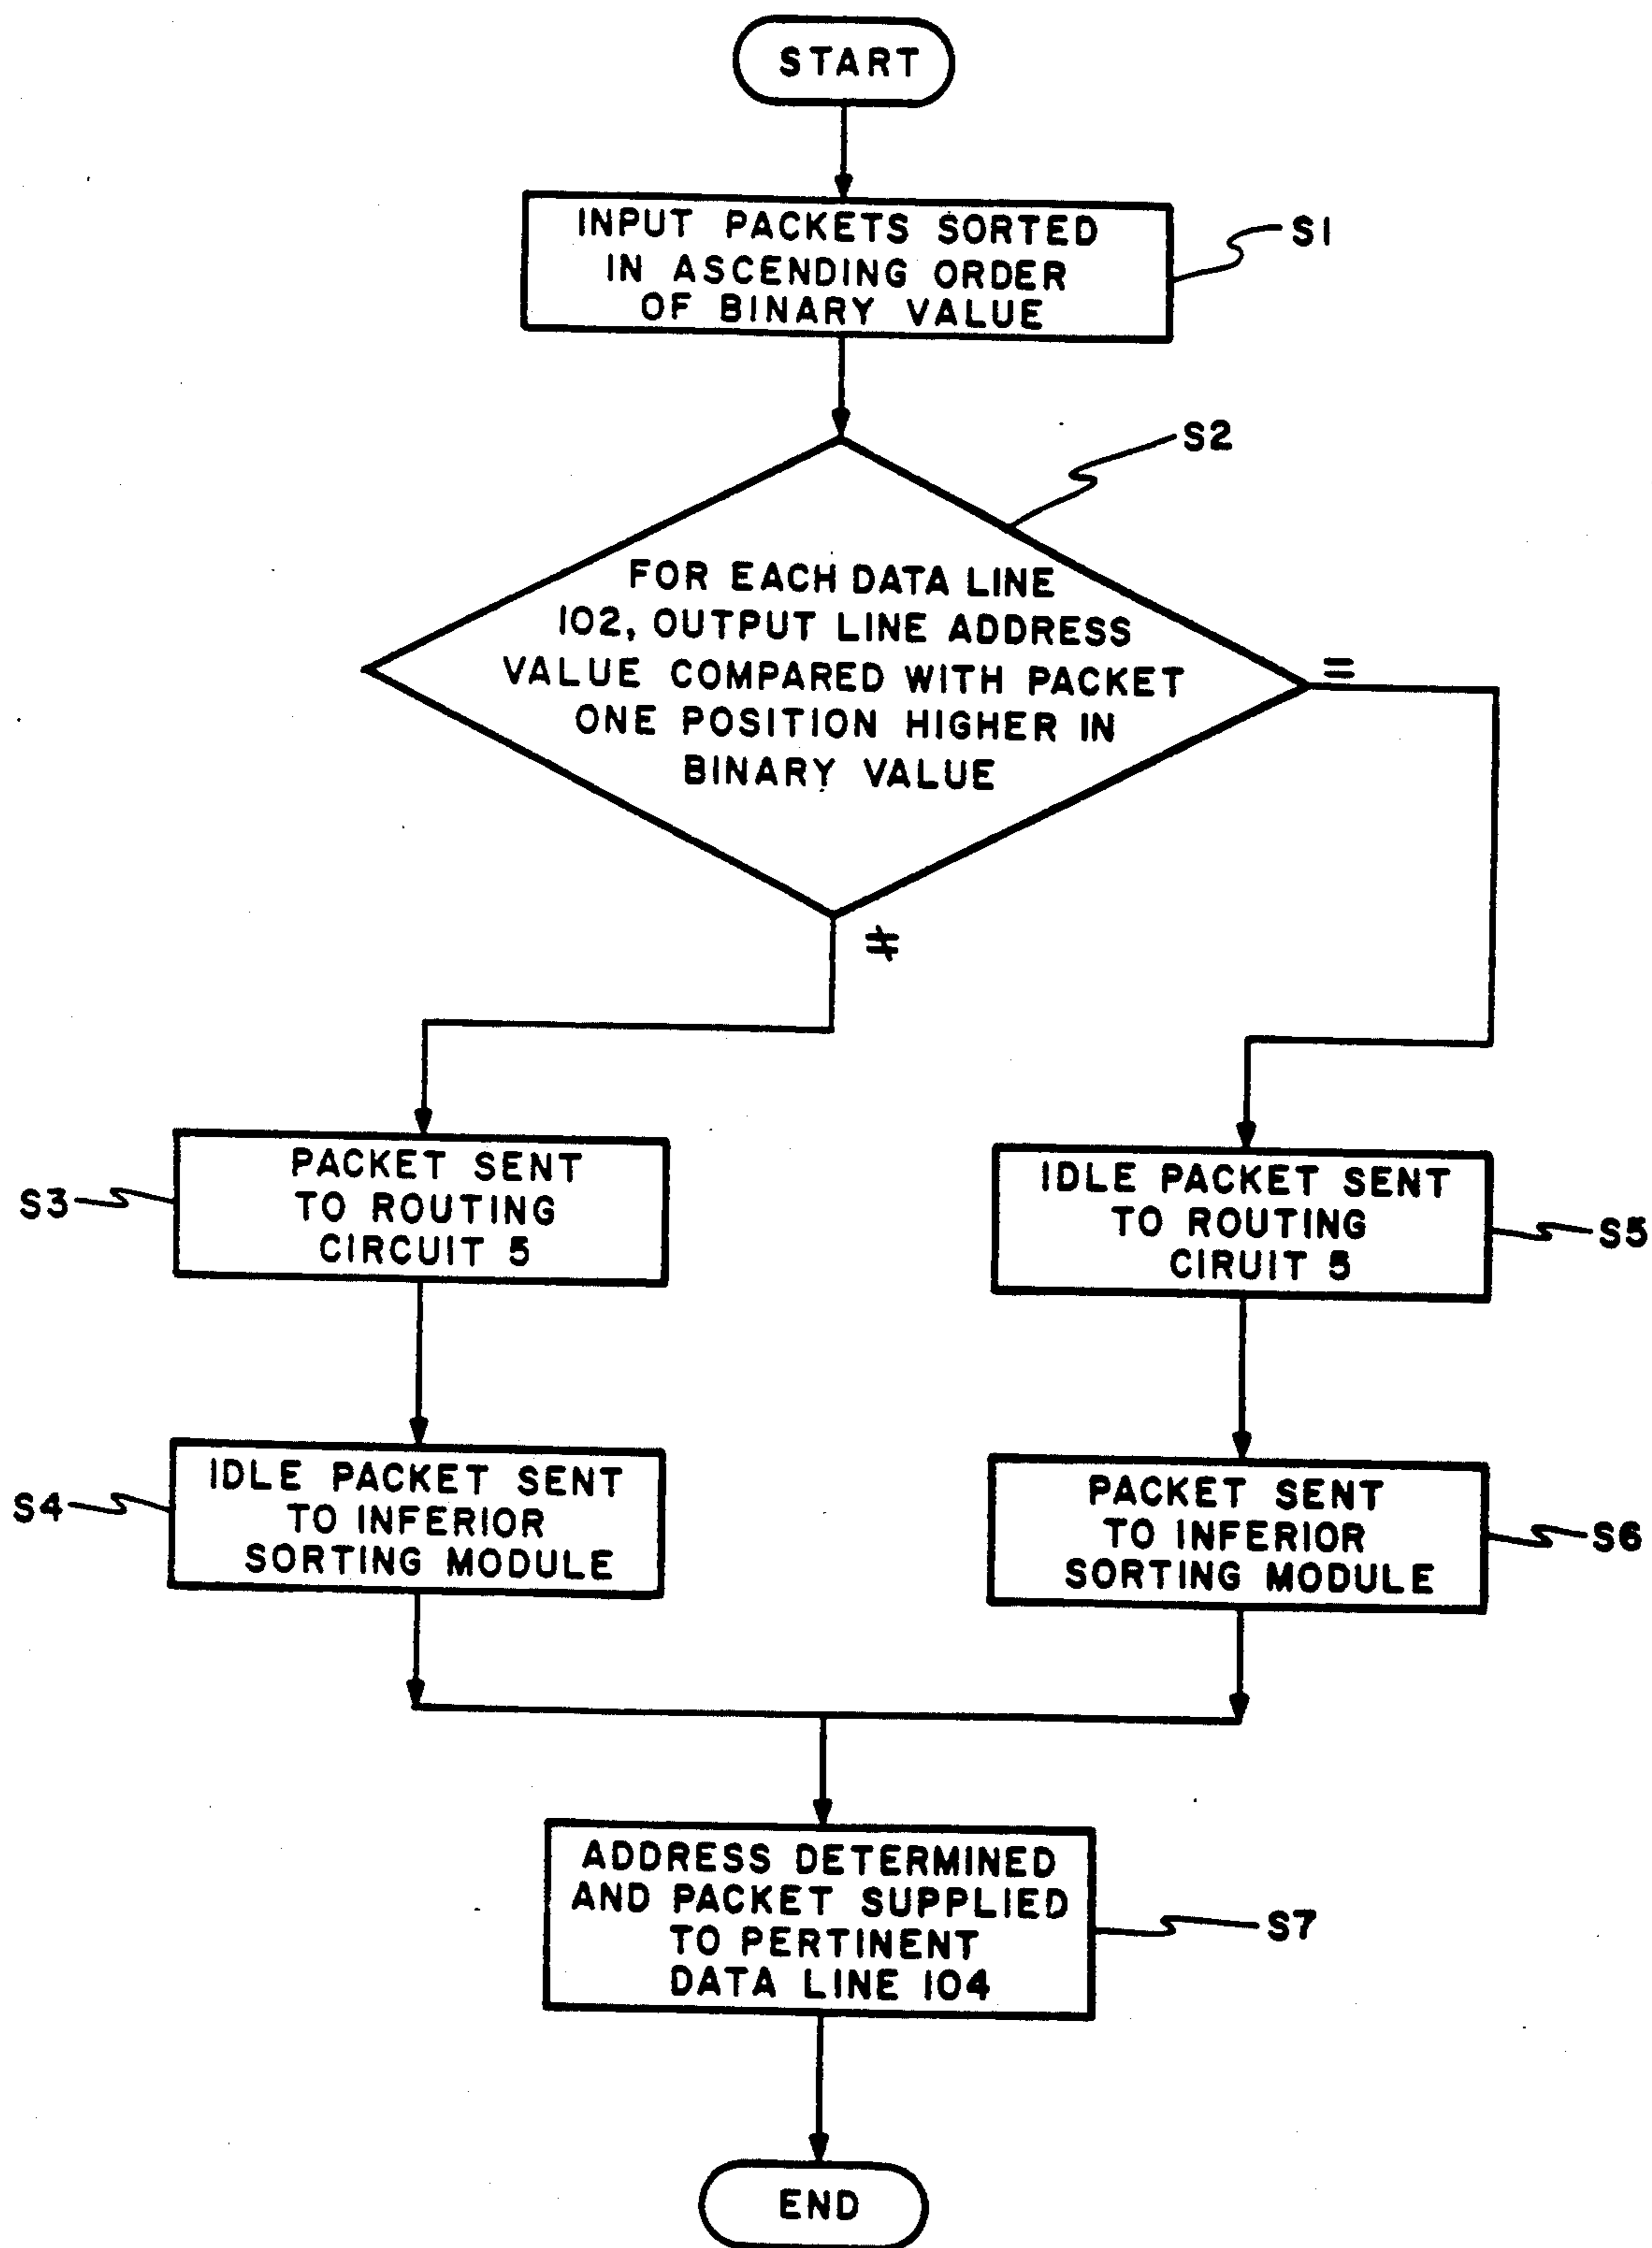 START
INPUT PACKETS SORTED
IN ASCENDING ORDER
OF BINARY VALUE
S1
S2
FOR EACH DATA LINE
102, OUTPUT LINE ADDRESS
VALUE COMPARED WITH PACKET
ONE POSITION HIGHER IN
BINARY VALUE
=
≠
PACKET SENT
TO ROUTING
CIRCUIT 5
S3
IDLE PACKET SENT
TO ROUTING
CIRUIT 5
S5
IDLE PACKET SENT
TO INFERIOR
SORTING MODULE
S4
PACKET SENT
TO INFERIOR
SORTING MODULE
S6
ADDRESS DETERMINED
AND PACKET SUPPLIED
TO PERTINENT
DATA LINE 104
S7
END